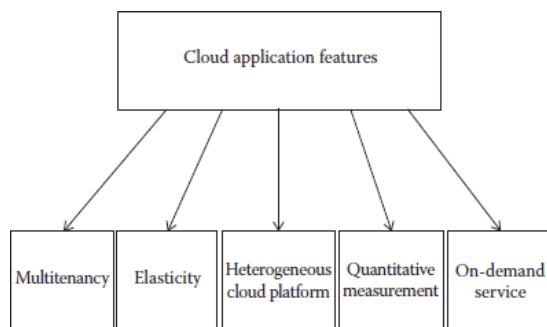 Cloud application features
Multitenancy
Elasticity
Heterogeneous
cloud platform
Quantitative
measurement
On-demand
service